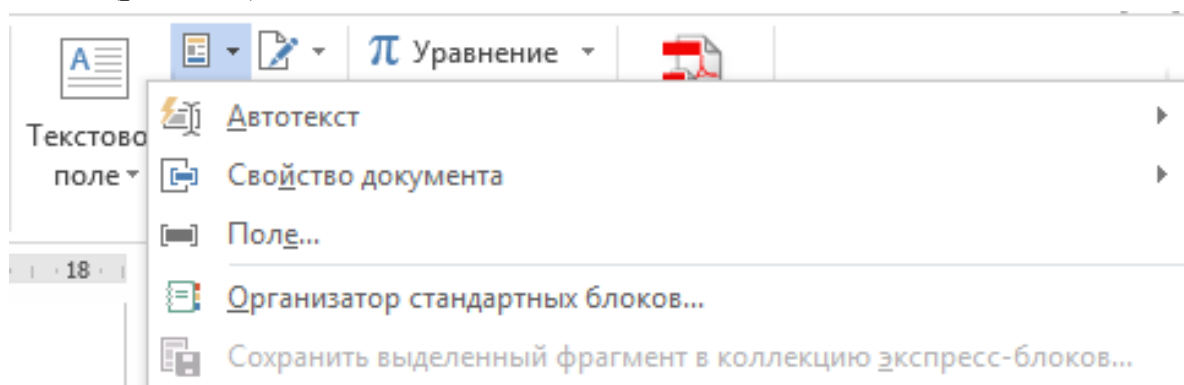 π Уравнение
Текстово
поле
Автотекст
Свойство документа
Поле...
Организатор стандартных блоков...
Сохранить выделенный фрагмент в коллекцию экспресс-блоков...
18